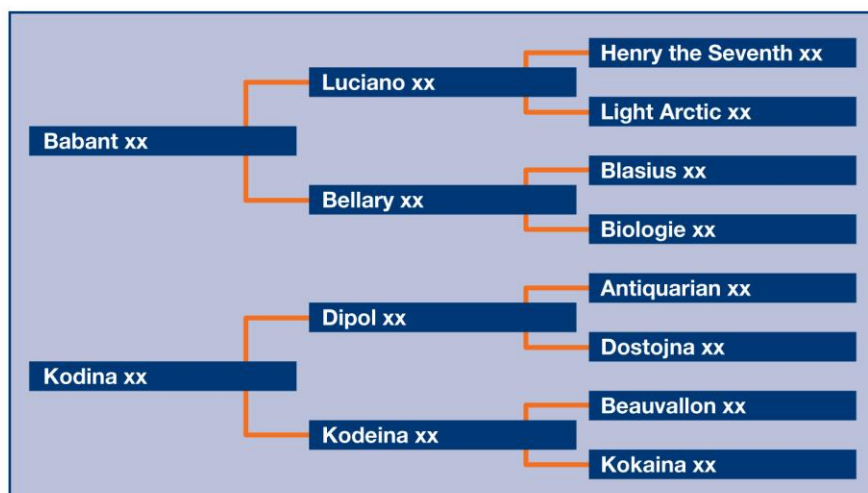 Henry the Seventh xx
Luciano xx
Light Arctic xx
Babant xx
Blasius xx
Bellary xx
Biologie xx
Antiquarian xx
Dipol xx
Dostojna xx
Kodina xx
Beauvallon xx
Kodeina xx
Kokaina xx